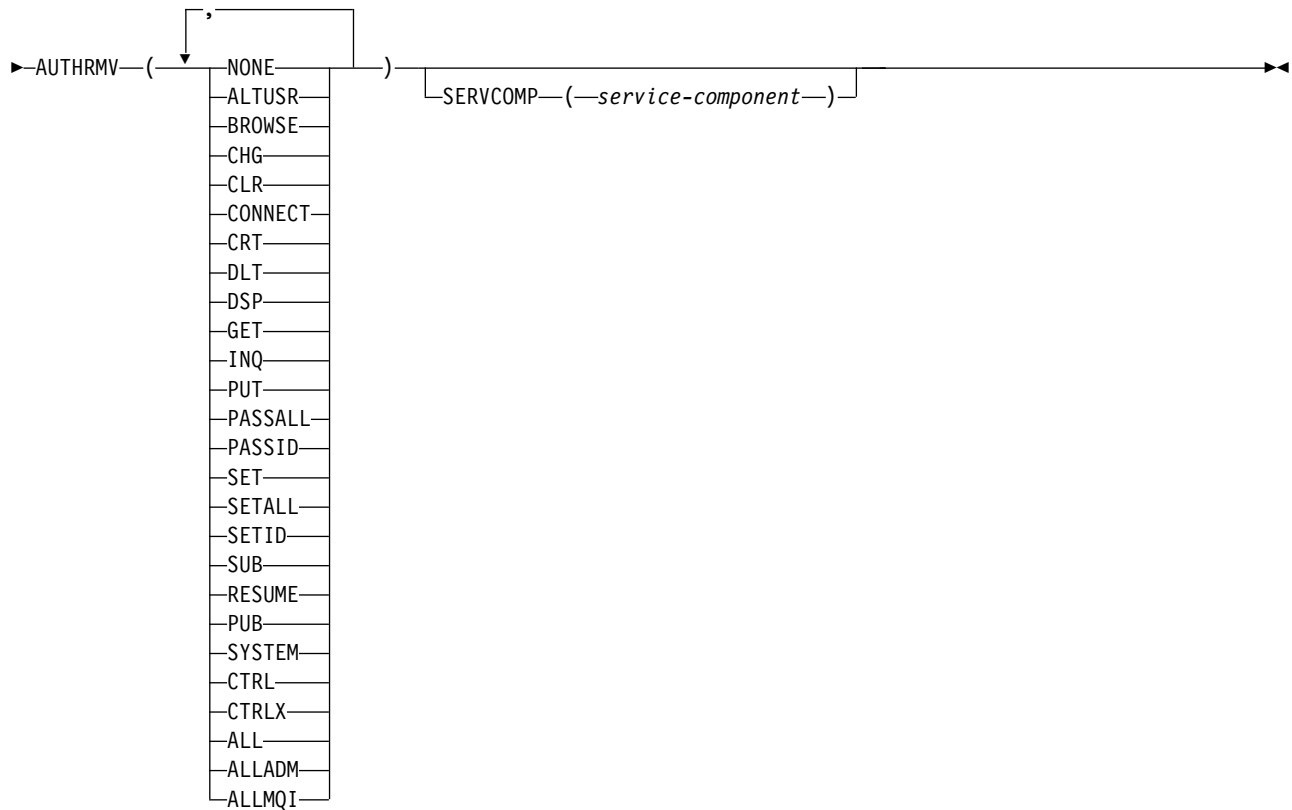 ,
AUTHRMV ( NONE )
ALTUSR SERVCOMP ( service-component )
BROWSE
CHG
CLR
CONNECT
CRT
DLT
DSP
GET
INQ
PUT
PASSALL
PASSID
SET
SETALL
SETID
SUB
RESUME
PUB
SYSTEM
CTRL
CTRLX
ALL
ALLADM
ALLMQI